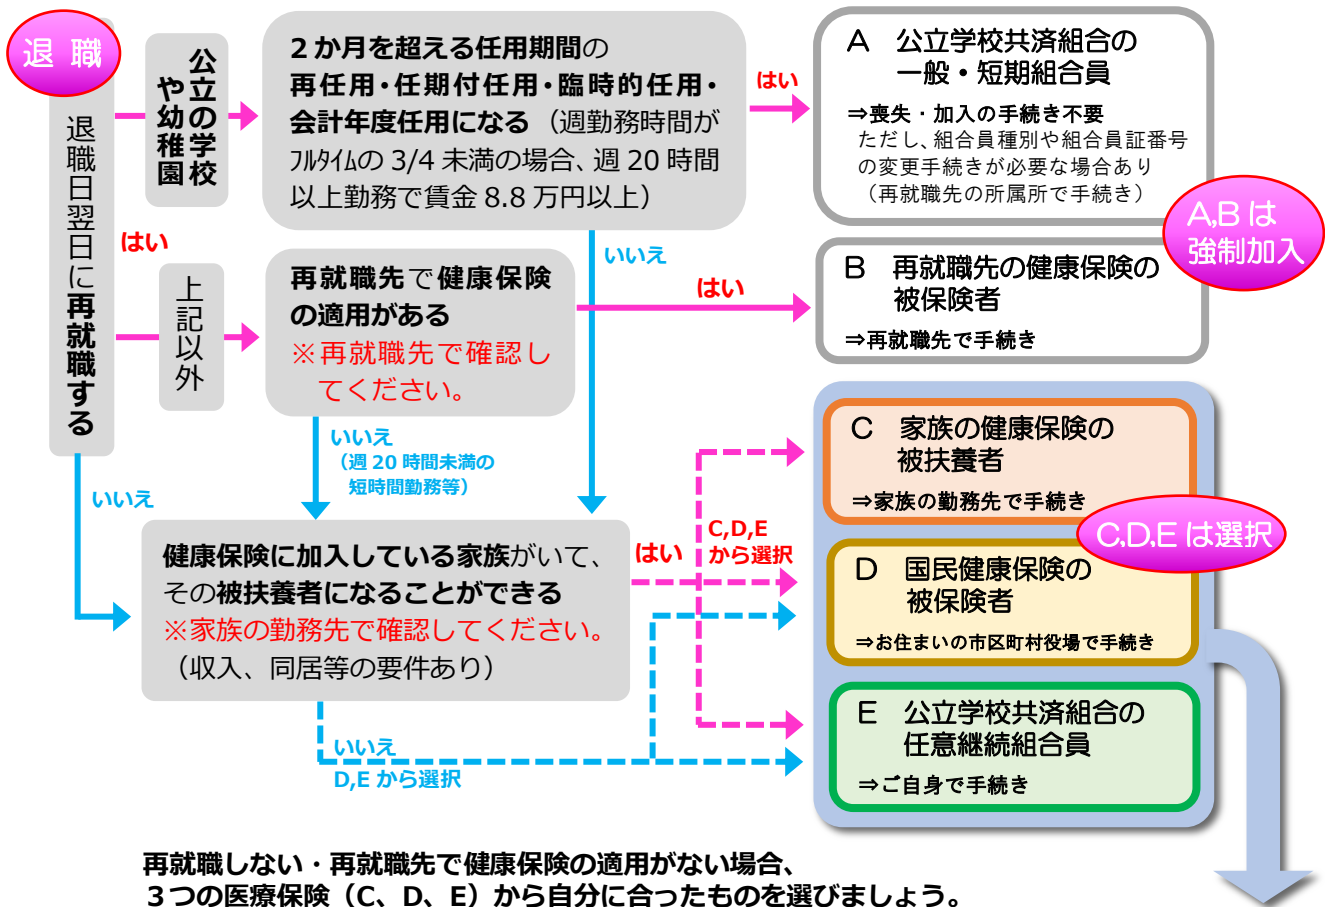 退 職
退職日翌日に再就職する
公立の学校
や幼稚園
２か月を超える任用期間の
再任用・任期付任用・臨時的任用・
会計年度任用になる（週勤務時間が
ﾌﾙﾀｲﾑの 3/4 未満の場合、週 20 時間
以上勤務で賃金 8.8 万円以上）
はい
A 公立学校共済組合の
一般・短期組合員
⇒喪失・加入の手続き不要
ただし、組合員種別や組合員証番号
の変更手続きが必要な場合あり
（再就職先の所属所で手続き）
A,B は
強制加入
はい
上記以外
再就職先で健康保険
の適用がある
※再就職先で確認し
てください。
いいえ
はい
B 再就職先の健康保険の
被保険者
⇒再就職先で手続き
いいえ
いいえ
（週 20 時間未満の
短時間勤務等）
健康保険に加入している家族がいて、
その被扶養者になることができる
※家族の勤務先で確認してください。
（収入、同居等の要件あり）
はい
C,D,E
から選択
いいえ
D,E から選択
C 家族の健康保険の
被扶養者
⇒家族の勤務先で手続き
C,D,E は選択
D 国民健康保険の
被保険者
⇒お住まいの市区町村役場で手続き
E 公立学校共済組合の
任意継続組合員
⇒ご自身で手続き
再就職しない・再就職先で健康保険の適用がない場合、
３つの医療保険（C、D、E）から自分に合ったものを選びましょう。